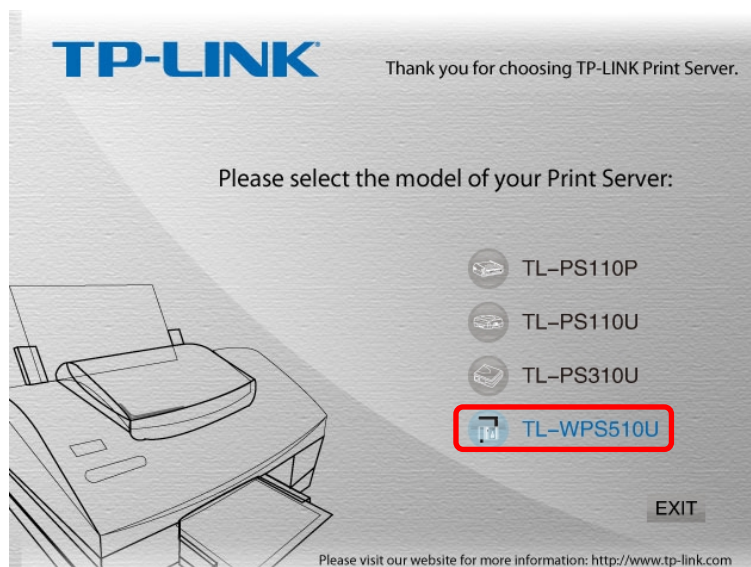 TP-LINK
Thank you for choosing TP-LINK Print Server.
Please select the model of your Print Server:
TL-PS110P
TL-PS110U
TL-PS310U
TL-WPS510U
EXIT
Please visit our website for more information: http://www.tp-link.com